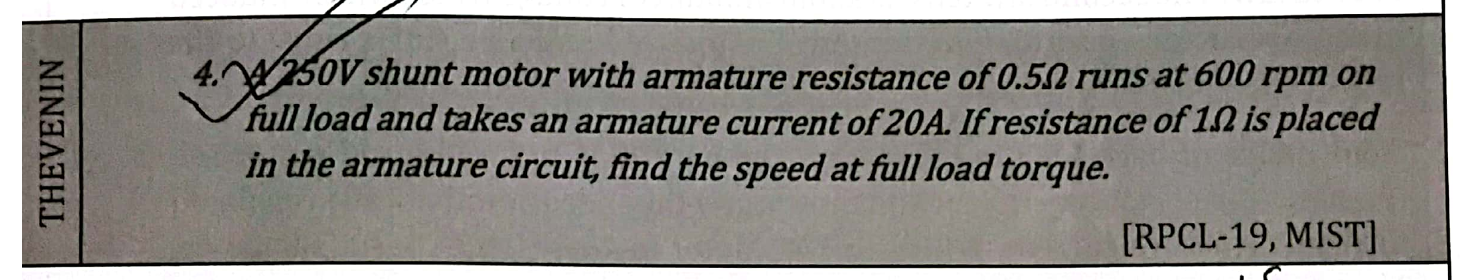 THEVENIN
4. A 250V shunt motor with armature resistance of 0.5Ω runs at 600 rpm on
full load and takes an armature current of 20A. If resistance of 1Ω is placed
in the armature circuit, find the speed at full load torque.
[RPCL-19, MIST]